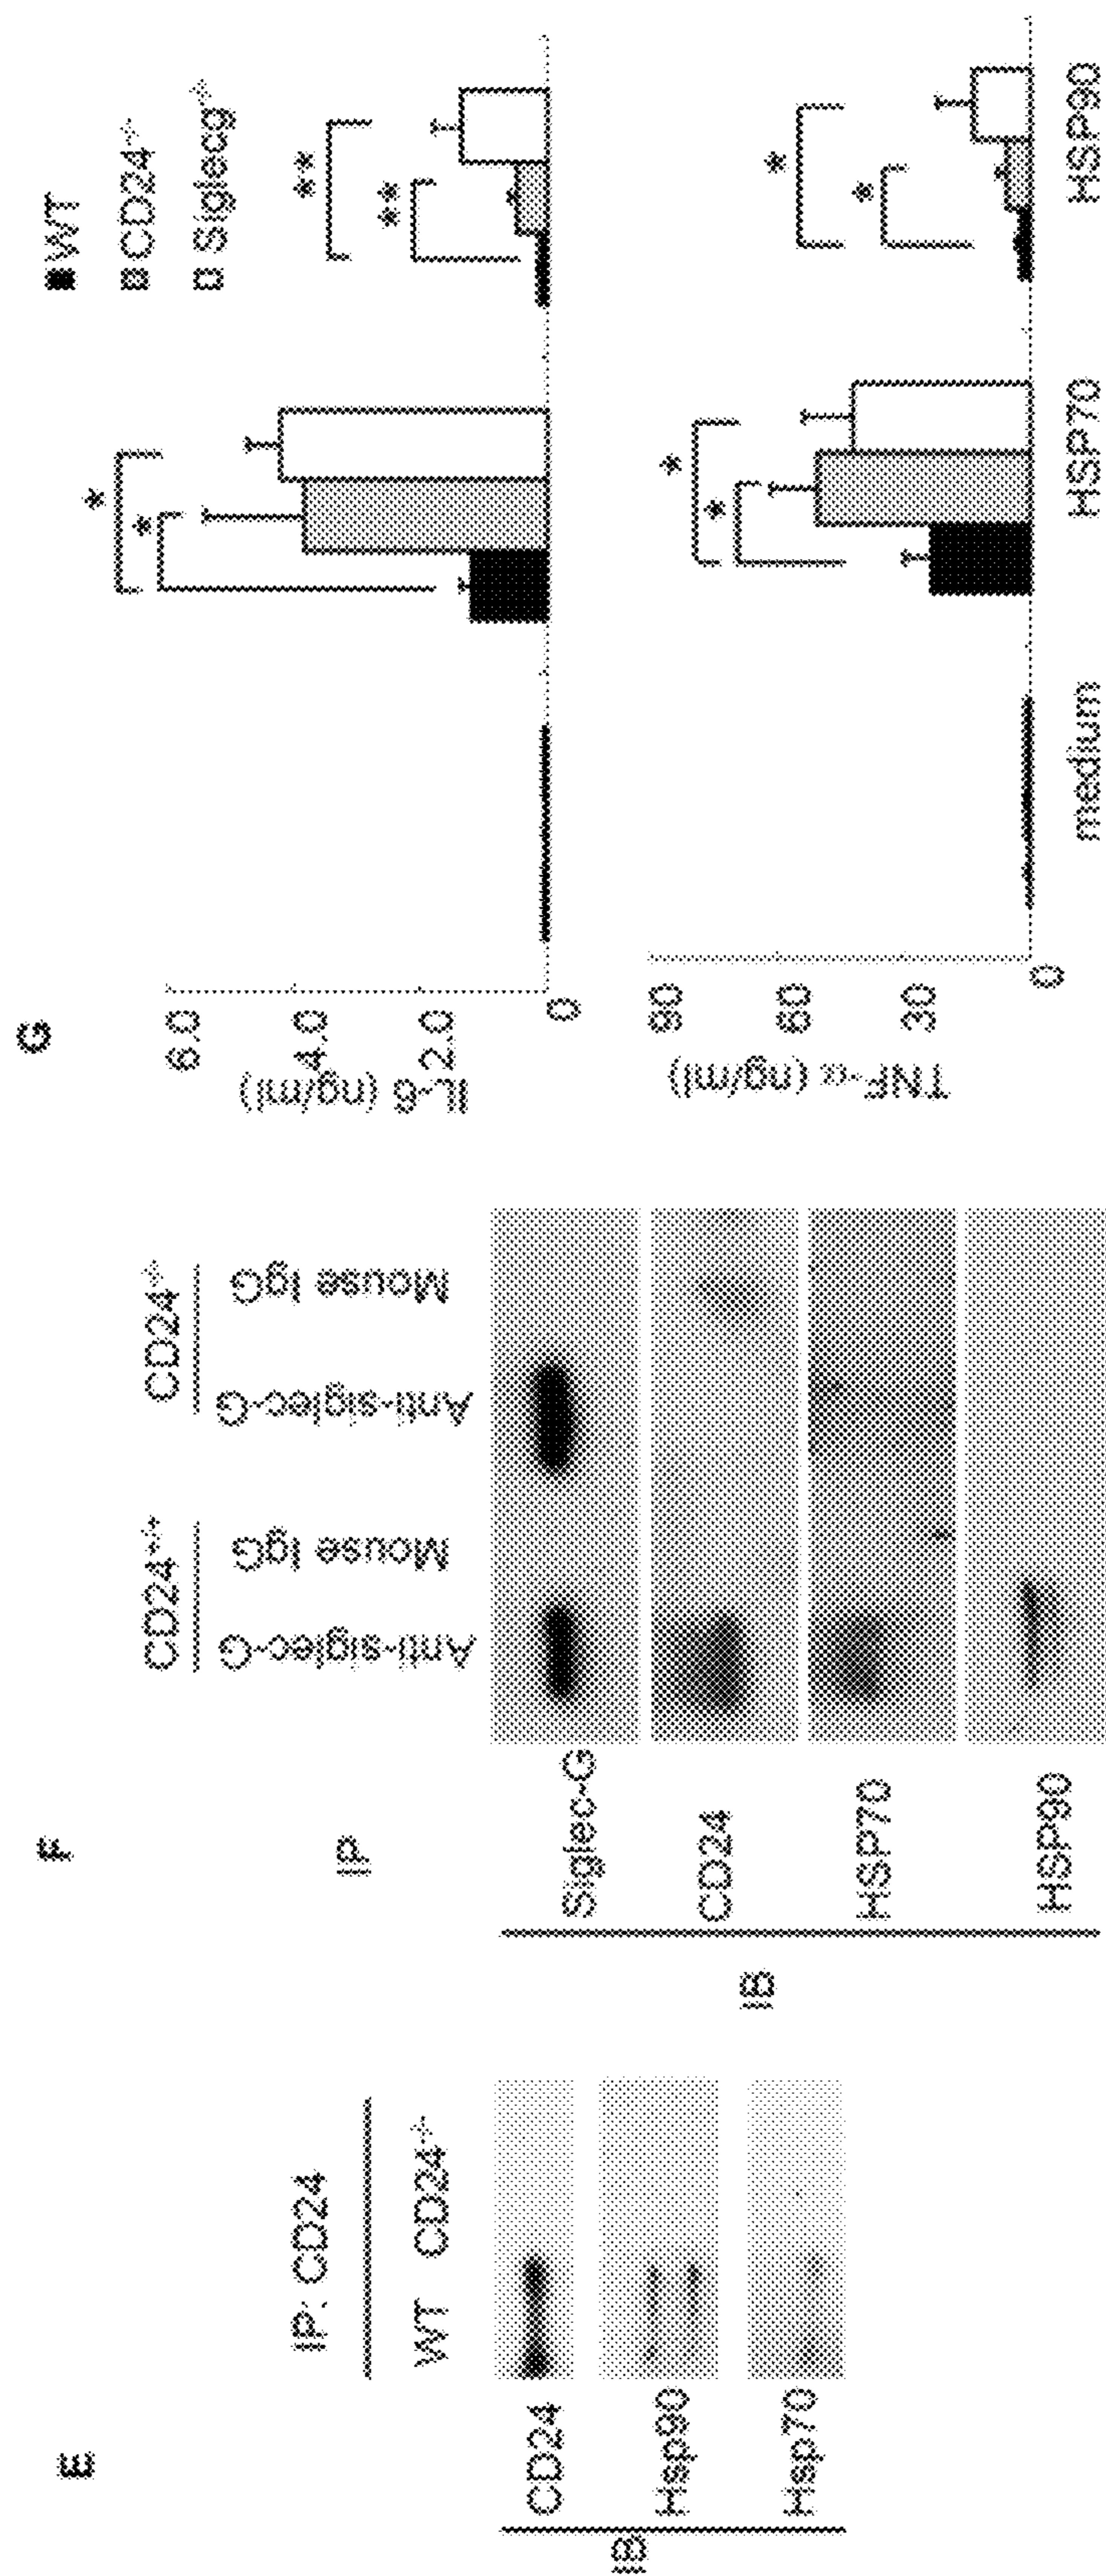 E
IP: CD24
WT CD24-/-
IB
CD24
Hsp90
Hsp70
F
IP
CD24+/+ CD24-/-
Anti-siglec-G Mouse IgG Anti-siglec-G Mouse IgG
IB
Siglec-G
CD24
HSP70
HSP90
G
WT
CD24-/-
Siglecg-/-
IL-6 (ng/ml)
6.0
4.0
2.0
0
* * ** **
TNF-α (ng/ml)
90
60
30
0
* * * *
medium HSP70 HSP90